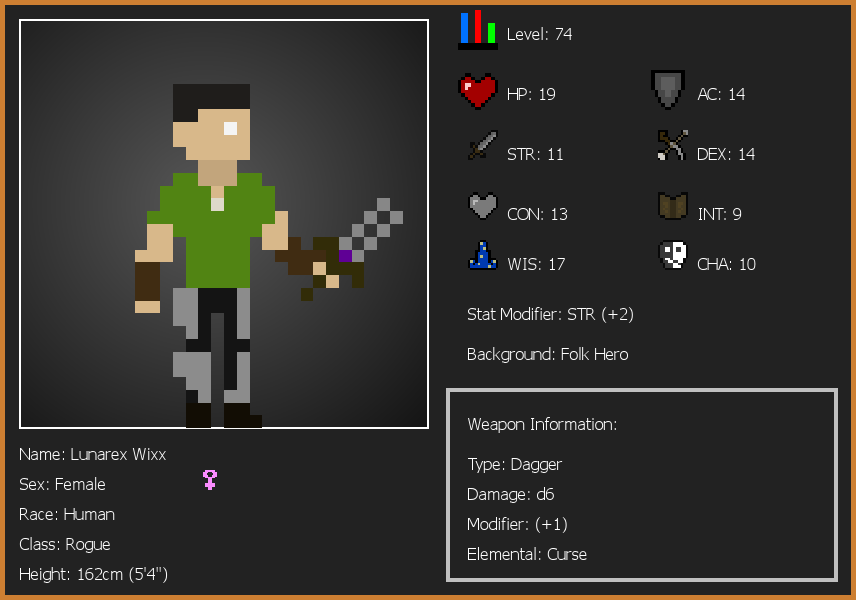 Level: 74
HP: 19
AC: 14
STR: 11
DEX: 14
CON: 13
INT: 9
WIS: 17
CHA: 10
Stat Modifier: STR (+2)
Background: Folk Hero
Weapon Information:
Type: Dagger
Damage: d6
Modifier: (+1)
Elemental: Curse
Name: Lunarex Wixx
Sex: Female
Race: Human
Class: Rogue
Height: 162cm (5'4")